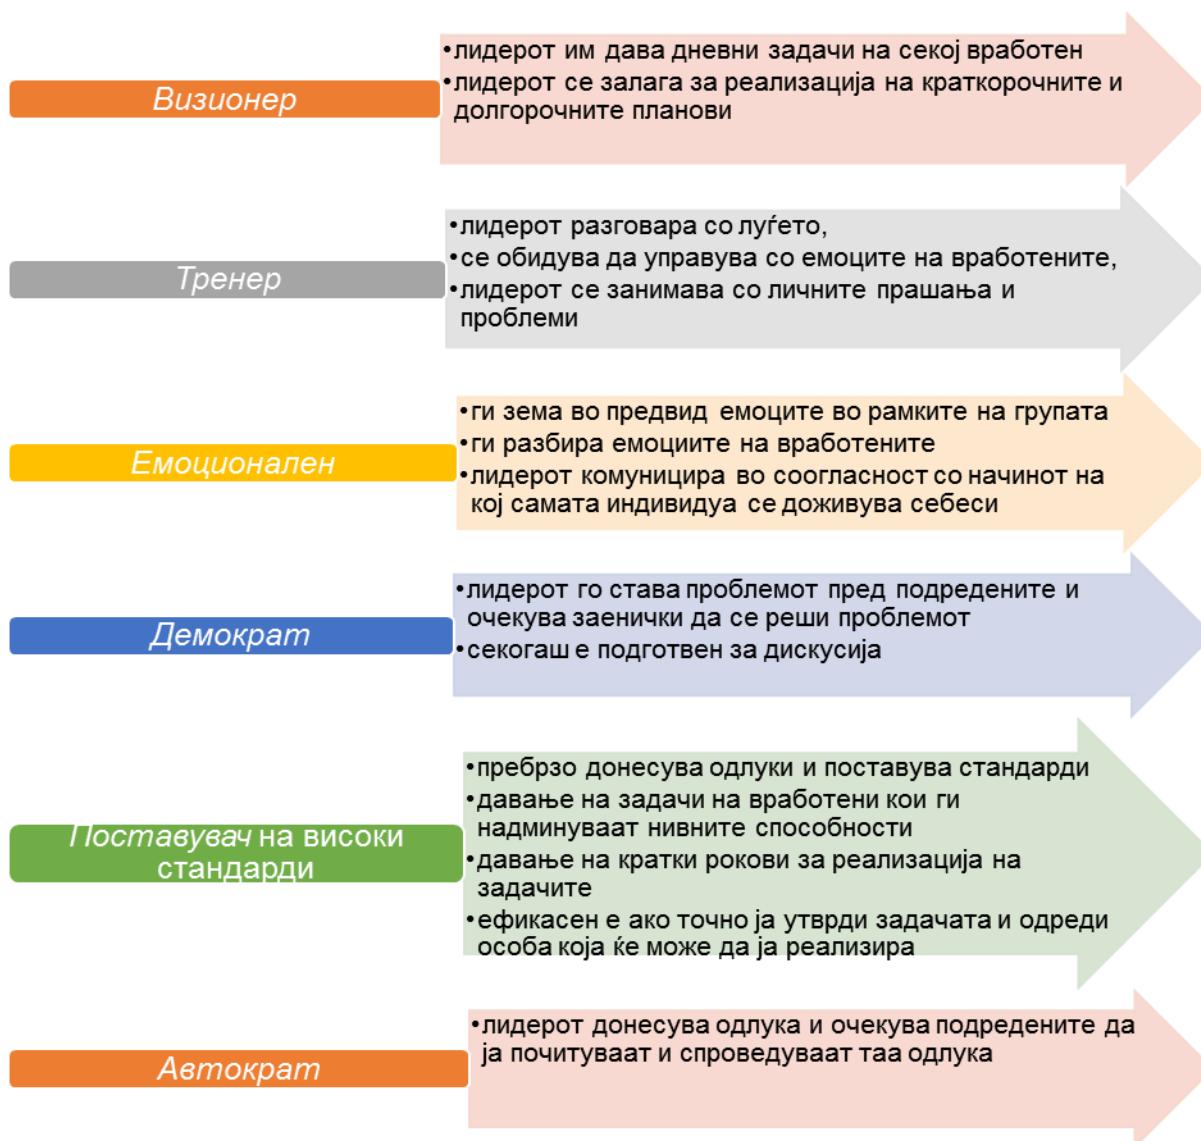 Визионер
•лидерот им дава дневни задачи на секој вработен
•лидерот се залага за реализација на краткорочните и
долгорочните планови
Тренер
•лидерот разговара со луѓето,
•се обидува да управува со емоците на вработените,
•лидерот се занимава со личните прашања и
проблеми
Емоционален
•ги зема во предвид емоците во рамките на групата
•ги разбира емоциите на вработените
•лидерот комуницира во соогласност со начинот на
кој самата индивидуа се доживува себеси
Демократ
•лидерот го става проблемот пред подредените и
очекува заенички да се реши проблемот
•секогаш е подготвен за дискусија
Поставувач на високи
стандарди
•пребрзо донесува одлуки и поставува стандарди
•давање на задачи на вработени кои ги
надминуваат нивните способности
•давање на кратки рокови за реализација на
задачите
•ефикасен е ако точно ја утврди задачата и одреди
особа која ќе може да ја реализира
Автократ
•лидерот донесува одлука и очекува подредените да
ја почитуваат и спроведуваат таа одлука